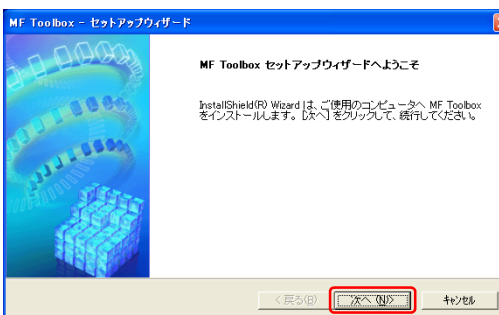 MF Toolbox - セットアップウィザード
MF Toolbox セットアップウィザードへようこそ
InstallShield(R) Wizard は、ご使用のコンピュータへ MF Toolbox
をインストールします。[次へ] をクリックして、続行してください。
< 戻る(B)
次へ (N)>
キャンセル